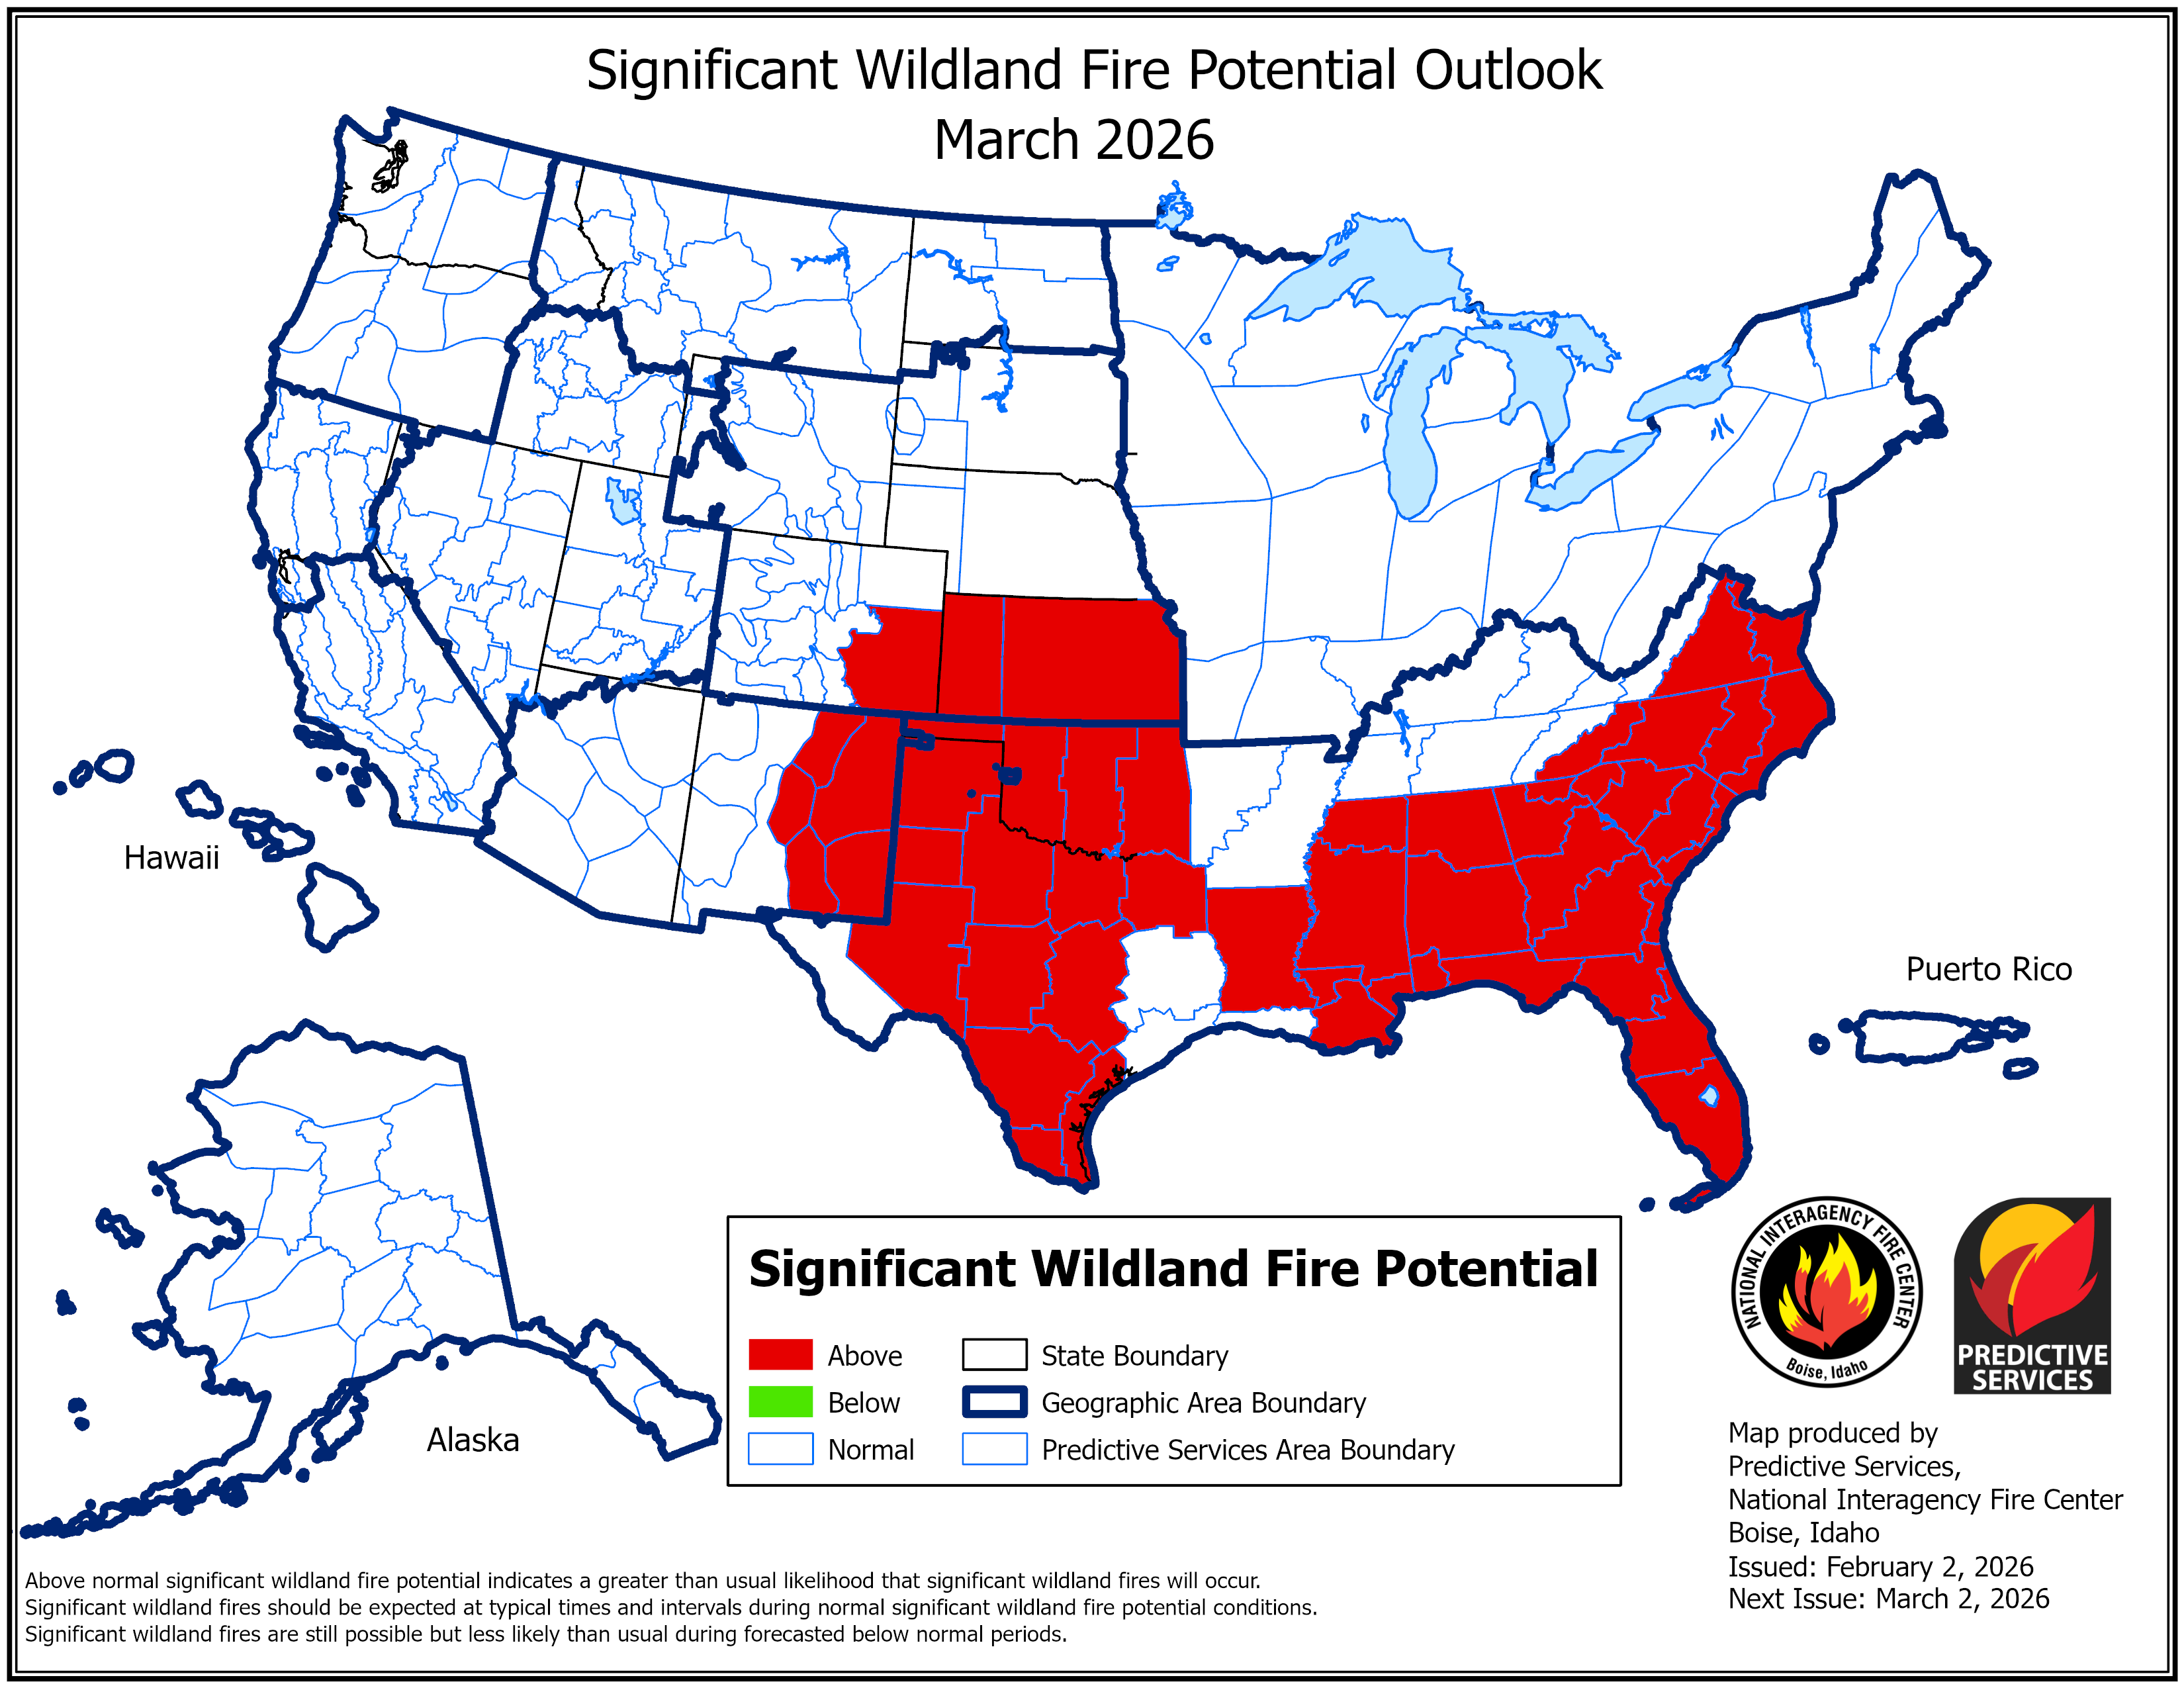 Significant Wildland Fire Potential Outlook
March 2026
Hawaii
Puerto Rico
Alaska
Significant Wildland Fire Potential
Above
Below
Normal
State Boundary
Geographic Area Boundary
Predictive Services Area Boundary
NATIONAL INTERAGENCY FIRE CENTER
Boise, Idaho
PREDICTIVE
SERVICES
Map produced by
Predictive Services,
National Interagency Fire Center
Boise, Idaho
Issued: February 2, 2026
Next Issue: March 2, 2026
Above normal significant wildland fire potential indicates a greater than usual likelihood that significant wildland fires will occur.
Significant wildland fires should be expected at typical times and intervals during normal significant wildland fire potential conditions.
Significant wildland fires are still possible but less likely than usual during forecasted below normal periods.